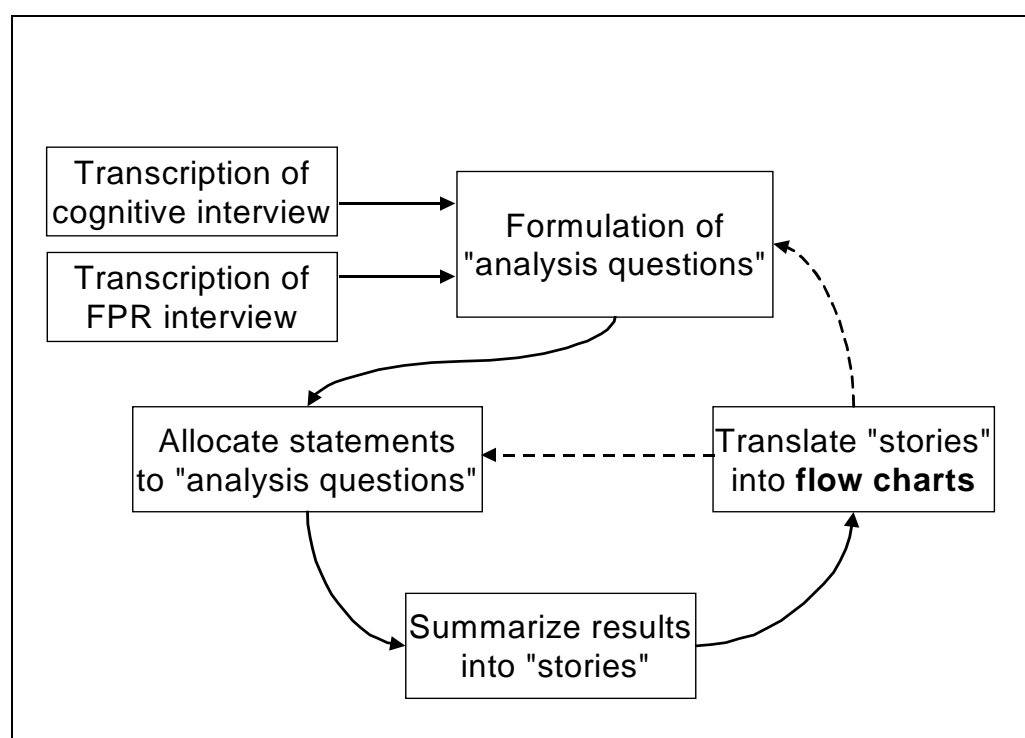 Transcription of
cognitive interview
Transcription of
FPR interview
Formulation of
"analysis questions"
Allocate statements
to "analysis questions"
Translate "stories"
into flow charts
Summarize results
into "stories"